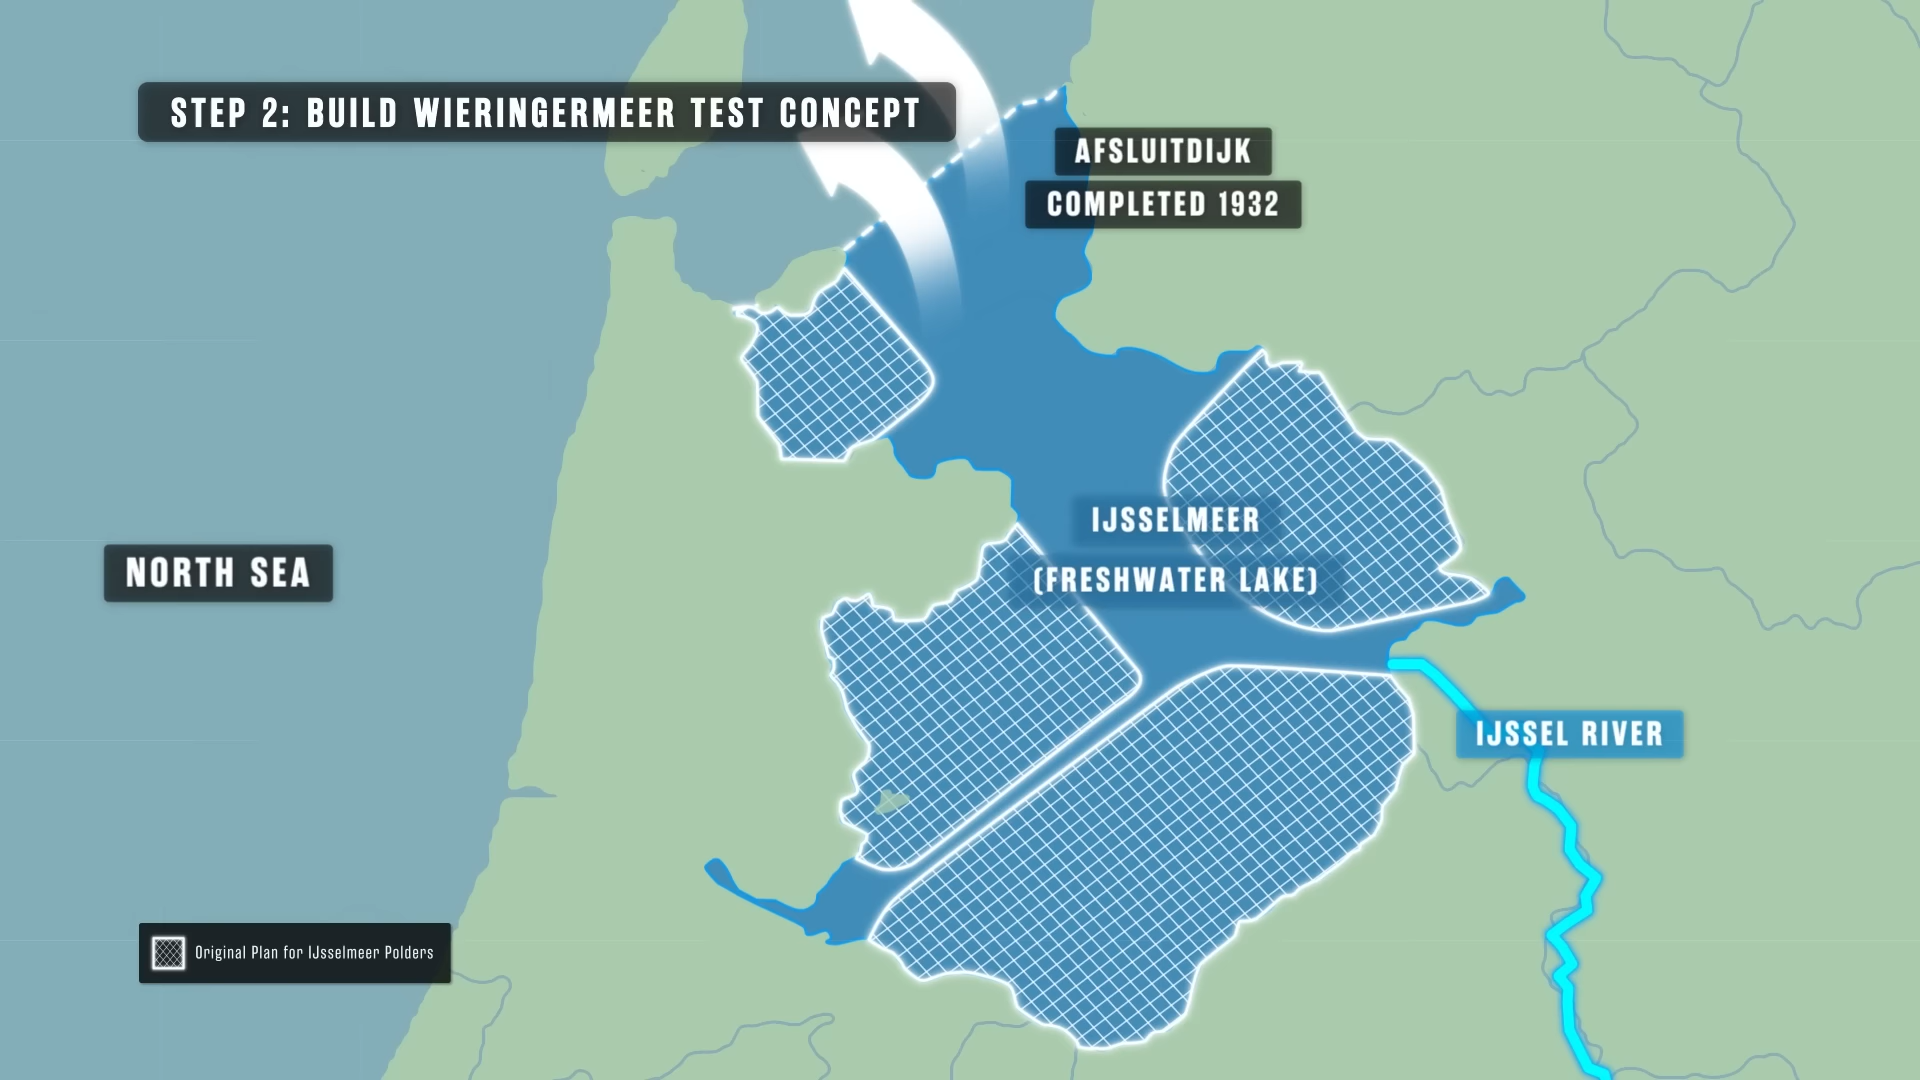 STEP 2: BUILD WIERINGERMEER TEST CONCEPT
AFSLUITDIJK
COMPLETED 1932
IJSSELMEER
(FRESHWATER LAKE)
NORTH SEA
IJSSEL RIVER
Original Plan for IJsselmeer Polders